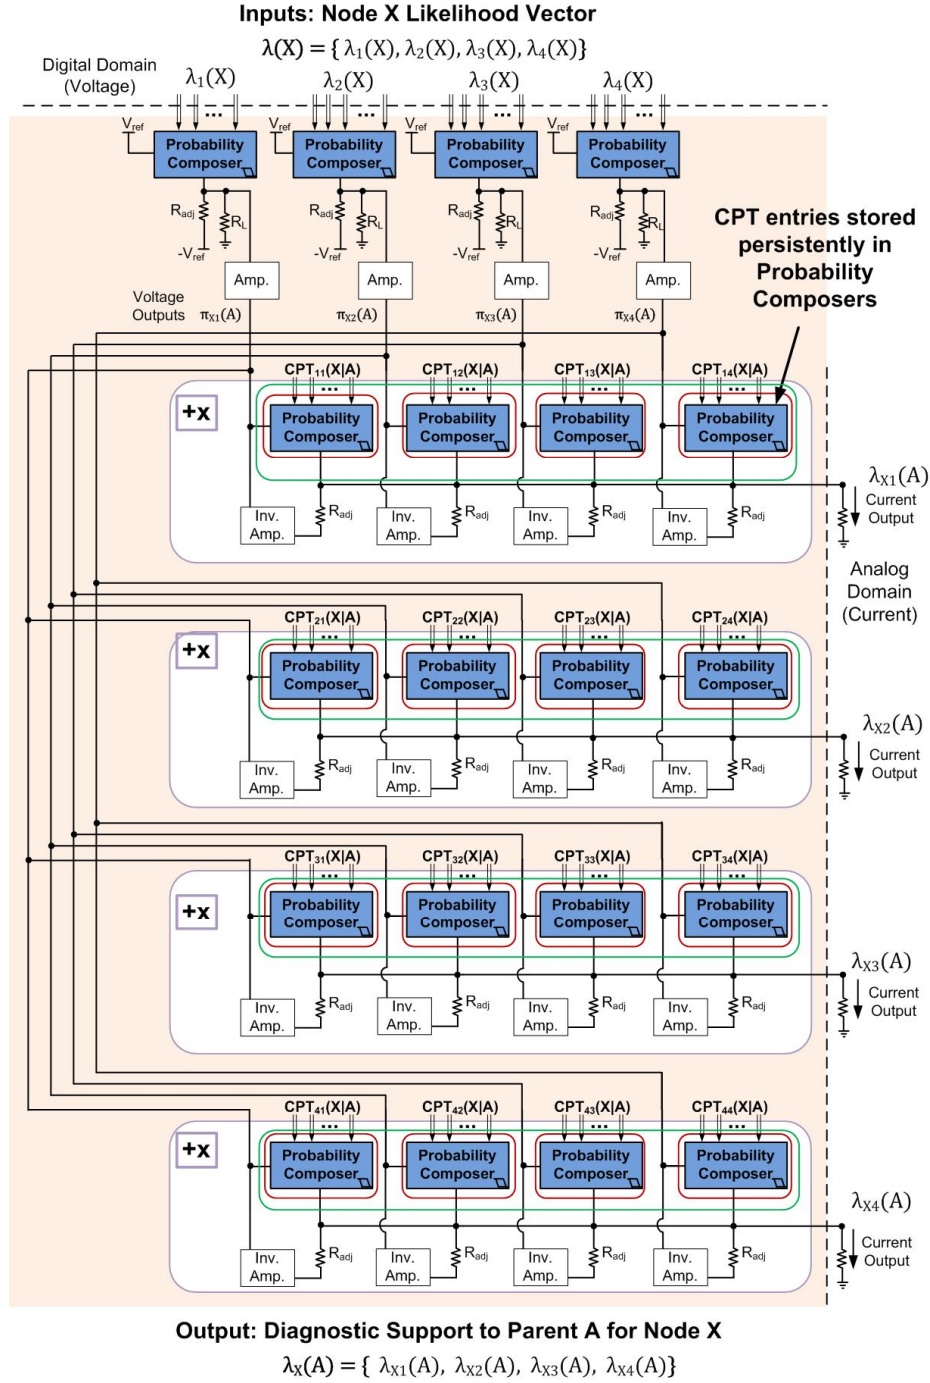 Inputs: Node X Likelihood Vector
λ(X) = { λ₁(X), λ₂(X), λ₃(X), λ₄(X)}
Digital Domain
(Voltage)
λ₁(X) λ₂(X) λ₃(X) λ₄(X)
... ... ... ...
Vref Vref Vref Vref
Probability Composer Probability Composer Probability Composer Probability Composer
Radj RL Radj RL Radj RL Radj RL
-Vref -Vref -Vref -Vref
CPT entries stored
persistently in
Probability
Composers
Amp. Amp. Amp. Amp.
Voltage
Outputs
πX1(A) πX2(A) πX3(A) πX4(A)
CPT₁₁(X|A) CPT₁₂(X|A) CPT₁₃(X|A) CPT₁₄(X|A)
... ... ... ...
+x
Probability Composer Probability Composer Probability Composer Probability Composer
λX1(A)
Current
Output
Inv. Amp. Radj Inv. Amp. Radj Inv. Amp. Radj Inv. Amp. Radj
Analog
Domain
(Current)
CPT₂₁(X|A) CPT₂₂(X|A) CPT₂₃(X|A) CPT₂₄(X|A)
... ... ... ...
+x
Probability Composer Probability Composer Probability Composer Probability Composer
λX2(A)
Current
Output
Inv. Amp. Radj Inv. Amp. Radj Inv. Amp. Radj Inv. Amp. Radj
CPT₃₁(X|A) CPT₃₂(X|A) CPT₃₃(X|A) CPT₃₄(X|A)
... ... ... ...
+x
Probability Composer Probability Composer Probability Composer Probability Composer
λX3(A)
Current
Output
Inv. Amp. Radj Inv. Amp. Radj Inv. Amp. Radj Inv. Amp. Radj
CPT₄₁(X|A) CPT₄₂(X|A) CPT₄₃(X|A) CPT₄₄(X|A)
... ... ... ...
+x
Probability Composer Probability Composer Probability Composer Probability Composer
λX4(A)
Current
Output
Inv. Amp. Radj Inv. Amp. Radj Inv. Amp. Radj Inv. Amp. Radj
Output: Diagnostic Support to Parent A for Node X
λX(A) = { λX1(A), λX2(A), λX3(A), λX4(A)}